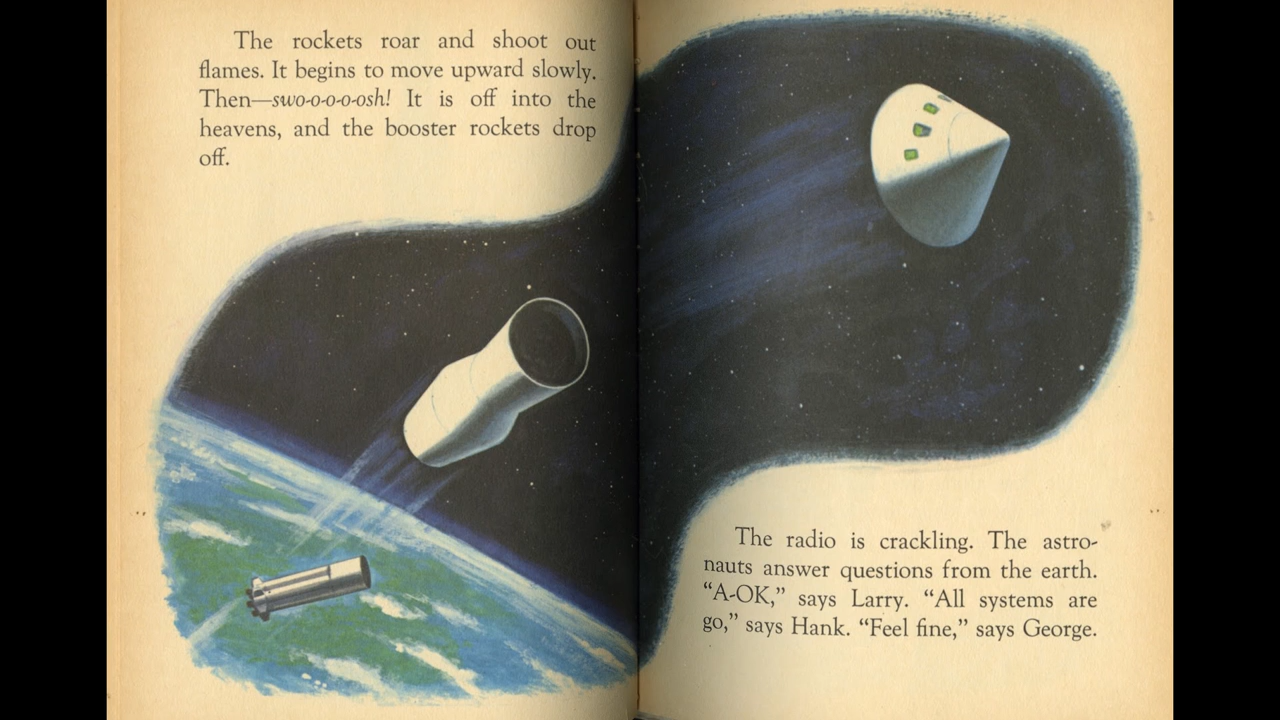 The rockets roar and shoot out
flames. It begins to move upward slowly.
Then—swo-o-o-o-osh! It is off into the
heavens, and the booster rockets drop
off.
The radio is crackling. The astro-
nauts answer questions from the earth.
“A-OK,” says Larry. “All systems are
go,” says Hank. “Feel fine,” says George.